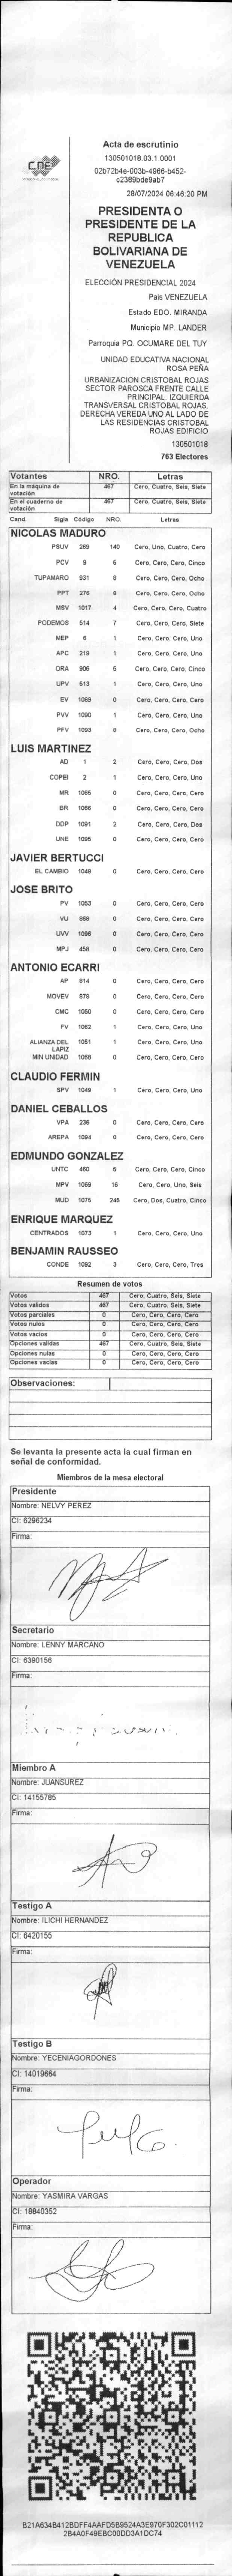 CNE
Acta de escrutinio
130501018.03.1.0001
02b72b4e-003b-4966-b452-
c2389bde9ab7
28/07/2024 06:46:20 PM
PRESIDENTA O
PRESIDENTE DE LA
REPUBLICA
BOLIVARIANA DE
VENEZUELA
ELECCIÓN PRESIDENCIAL 2024
Pais VENEZUELA
Estado EDO. MIRANDA
Municipio MP. LANDER
Parroquia PQ. OCUMARE DEL TUY
UNIDAD EDUCATIVA NACIONAL
ROSA PEÑA
URBANIZACION CRISTOBAL ROJAS
SECTOR PAROSCA FRENTE CALLE
PRINCIPAL. IZQUIERDA
TRANSVERSAL CRISTOBAL ROJAS.
DERECHA VEREDA UNO AL LADO DE
LAS RESIDENCIAS CRISTOBAL
ROJAS EDIFICIO
130501018
763 Electores
Votantes NRO. Letras
En la maquina de votación 467 Cero, Cuatro, Seis, Siete
En el cuaderno de votación 467 Cero, Cuatro, Seis, Siete
Cand. Sigla Código NRO. Letras
NICOLAS MADURO
PSUV 269 140 Cero, Uno, Cuatro, Cero
PCV 9 5 Cero, Cero, Cero, Cinco
TUPAMARO 931 8 Cero, Cero, Cero, Ocho
PPT 276 8 Cero, Cero, Cero, Ocho
MSV 1017 4 Cero, Cero, Cero, Cuatro
PODEMOS 514 7 Cero, Cero, Cero, Siete
MEP 6 1 Cero, Cero, Cero, Uno
APC 219 1 Cero, Cero, Cero, Uno
ORA 906 5 Cero, Cero, Cero, Cinco
UPV 613 1 Cero, Cero, Cero, Uno
EV 1089 0 Cero, Cero, Cero, Cero
PVV 1090 1 Cero, Cero, Cero, Uno
PFV 1093 8 Cero, Cero, Cero, Ocho
LUIS MARTINEZ
AD 1 2 Cero, Cero, Cero, Dos
COPEI 2 1 Cero, Cero, Cero, Uno
MR 1065 0 Cero, Cero, Cero, Cero
BR 1066 0 Cero, Cero, Cero, Cero
DDP 1091 2 Cero, Cero, Cero, Dos
UNE 1095 0 Cero, Cero, Cero, Cero
JAVIER BERTUCCI
EL CAMBIO 1048 0 Cero, Cero, Cero, Cero
JOSE BRITO
PV 1053 0 Cero, Cero, Cero, Cero
VU 868 0 Cero, Cero, Cero, Cero
UVV 1096 0 Cero, Cero, Cero, Cero
MPJ 458 0 Cero, Cero, Cero, Cero
ANTONIO ECARRI
AP 814 0 Cero, Cero, Cero, Cero
MOVEV 978 0 Cero, Cero, Cero, Cero
CMC 1050 0 Cero, Cero, Cero, Cero
FV 1062 1 Cero, Cero, Cero, Uno
ALIANZA DEL LAPIZ 1051 1 Cero, Cero, Cero, Uno
MIN UNIDAD 1068 0 Cero, Cero, Cero, Cero
CLAUDIO FERMIN
SPV 1049 1 Cero, Cero, Cero, Uno
DANIEL CEBALLOS
VPA 236 0 Cero, Cero, Cero, Cero
AREPA 1094 0 Cero, Cero, Cero, Cero
EDMUNDO GONZALEZ
UNTC 460 5 Cero, Cero, Cero, Cinco
MPV 1069 16 Cero, Cero, Uno, Seis
MUD 1075 245 Cero, Dos, Cuatro, Cinco
ENRIQUE MARQUEZ
CENTRADOS 1073 1 Cero, Cero, Cero, Uno
BENJAMIN RAUSSEO
CONDE 1092 3 Cero, Cero, Cero, Tres
Resumen de votos
Votos 467 Cero, Cuatro, Seis, Siete
Votos validos 467 Cero, Cuatro, Seis, Siete
Votos parciales 0 Cero, Cero, Cero, Cero
Votos nulos 0 Cero, Cero, Cero, Cero
Votos vacios 0 Cero, Cero, Cero, Cero
Opciones validas 467 Cero, Cuatro, Seis, Siete
Opciones nulas 0 Cero, Cero, Cero, Cero
Opciones vacias 0 Cero, Cero, Cero, Cero
Observaciones:
Se levanta la presente acta la cual firman en
señal de conformidad.
Miembros de la mesa electoral
Presidente
Nombre: NELVY PEREZ
CI: 6296234
Firma:
Secretario
Nombre: LENNY MARCANO
CI: 6390156
Firma:
Miembro A
Nombre: JUANSUREZ
CI: 14155785
Firma:
Testigo A
Nombre: ILICHI HERNANDEZ
CI: 6420155
Firma:
Testigo B
Nombre: YECENIAGORDONES
CI: 14019664
Firma:
Operador
Nombre: YASMIRA VARGAS
CI: 18840352
Firma:
B21A634B412BDFF4AAFD5B9524A3E970F302C01112
2B4A0F49EBC00DD3A1DC74